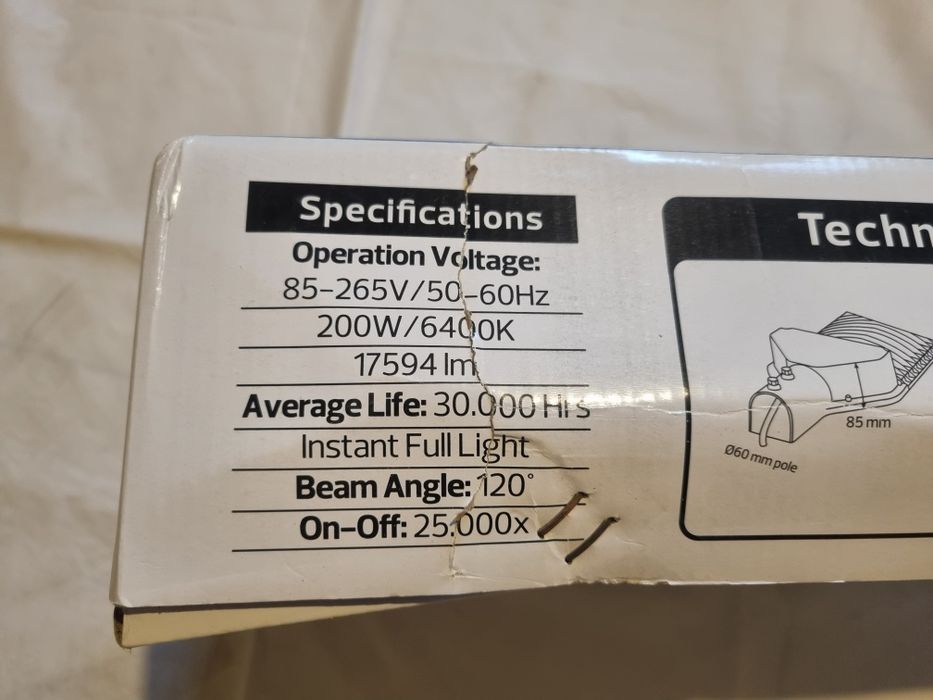 Specifications
Operation Voltage:
85-265V/50-60Hz
200W/6400K
17594 lm
Average Life: 30.000 Hrs
Instant Full Light
Beam Angle: 120°
On-Off: 25.000x
Techn
85 mm
Ø60 mm pole